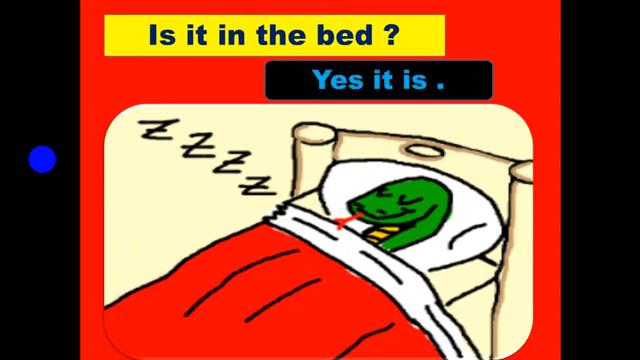 Is it in the bed ?
Yes it is .
Z Z Z Z